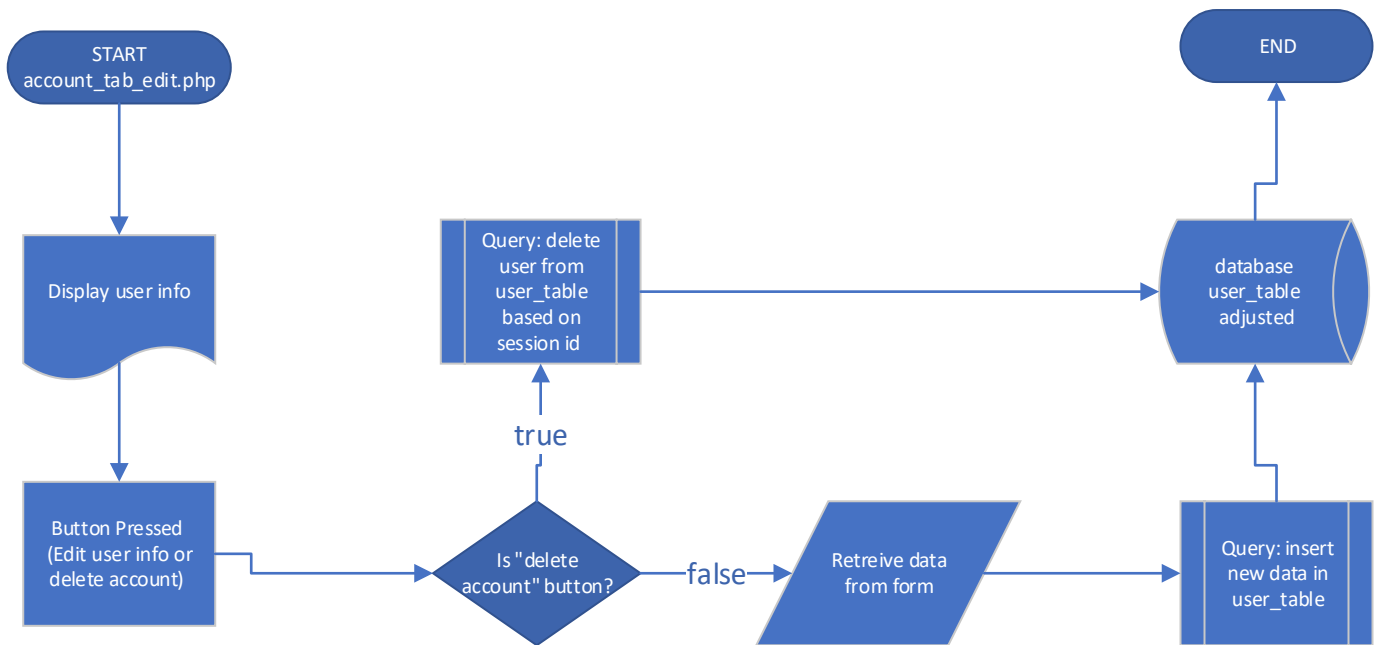 START
account_tab_edit.php
END
Display user info
Query: delete
user from
user_table
based on
session id
database
user_table
adjusted
true
Button Pressed
(Edit user info or
delete account)
Is "delete
account" button?
false
Retreive data
from form
Query: insert
new data in
user_table